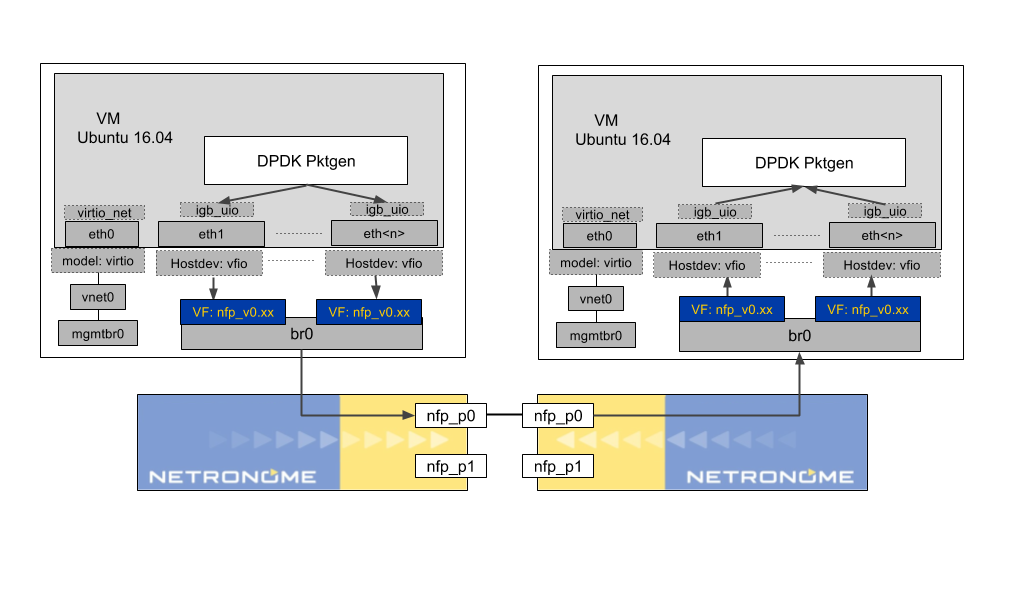 VM
Ubuntu 16.04
DPDK Pktgen
virtio_net
igb_uio
igb_uio
eth0
eth1
eth<n>
model: virtio
Hostdev: vfio
Hostdev: vfio
vnet0
VF: nfp_v0.xx
VF: nfp_v0.xx
mgmtbr0
br0
VM
Ubuntu 16.04
DPDK Pktgen
virtio_net
igb_uio
igb_uio
eth0
eth1
eth<n>
model: virtio
Hostdev: vfio
Hostdev: vfio
vnet0
VF: nfp_v0.xx
VF: nfp_v0.xx
mgmtbr0
br0
nfp_p0
nfp_p1
NETRONOME
nfp_p0
nfp_p1
NETRONOME